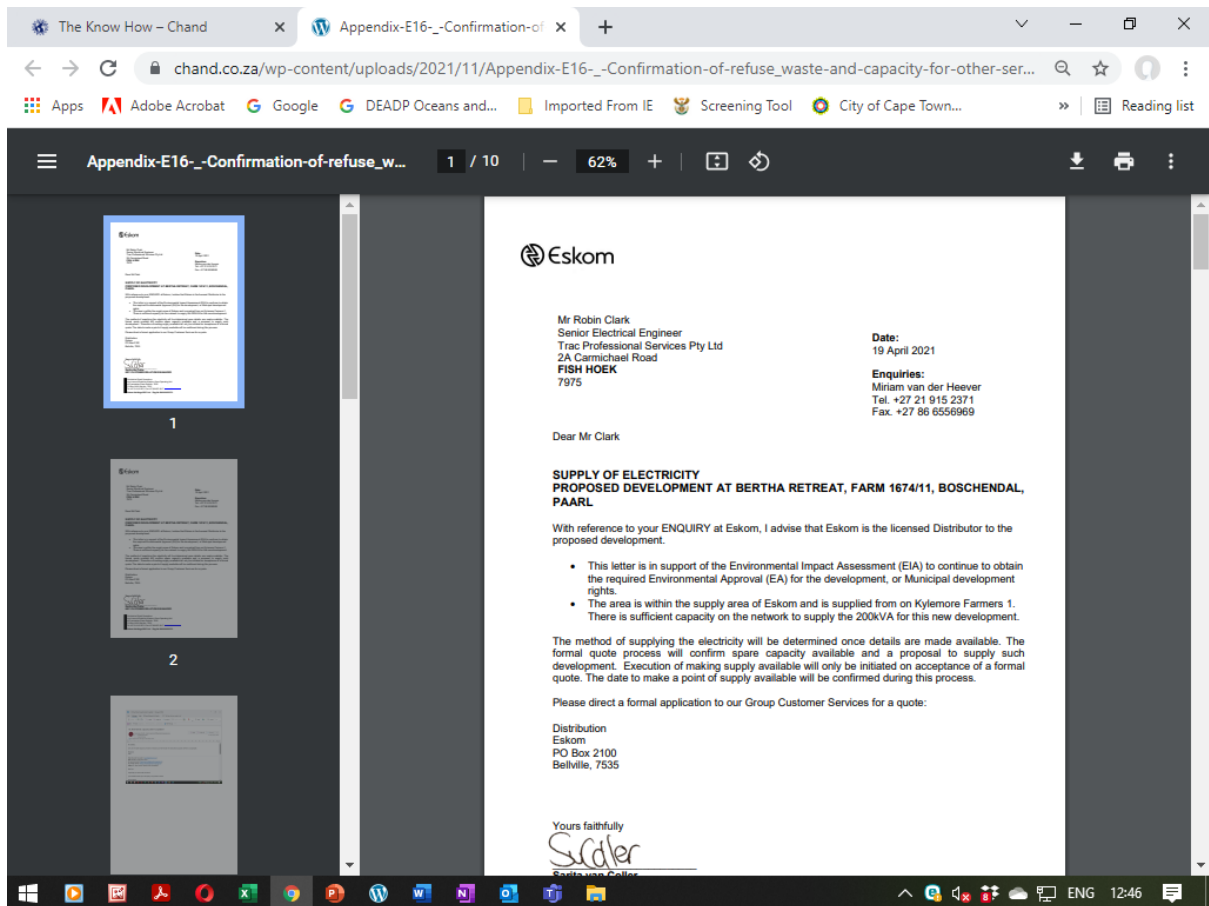 The Know How – Chand
Appendix-E16-_-Confirmation-of
chand.co.za/wp-content/uploads/2021/11/Appendix-E16-_-Confirmation-of-refuse_waste-and-capacity-for-other-ser...
Apps Adobe Acrobat Google DEADP Oceans and... Imported From IE Screening Tool City of Cape Town... » Reading list
Appendix-E16-_-Confirmation-of-refuse_w... 1 / 10 62%
1
2
Eskom
Mr Robin Clark
Senior Electrical Engineer
Trac Professional Services Pty Ltd
2A Carmichael Road
FISH HOEK
7975
Date:
19 April 2021
Enquiries:
Miriam van der Heever
Tel. +27 21 915 2371
Fax. +27 86 6556969
Dear Mr Clark
SUPPLY OF ELECTRICITY
PROPOSED DEVELOPMENT AT BERTHA RETREAT, FARM 1674/11, BOSCHENDAL,
PAARL
With reference to your ENQUIRY at Eskom, I advise that Eskom is the licensed Distributor to the
proposed development.
• This letter is in support of the Environmental Impact Assessment (EIA) to continue to obtain
the required Environmental Approval (EA) for the development, or Municipal development
rights.
• The area is within the supply area of Eskom and is supplied from on Kylemore Farmers 1.
There is sufficient capacity on the network to supply the 200kVA for this new development.
The method of supplying the electricity will be determined once details are made available. The
formal quote process will confirm spare capacity available and a proposal to supply such
development. Execution of making supply available will only be initiated on acceptance of a formal
quote. The date to make a point of supply available will be confirmed during this process.
Please direct a formal application to our Group Customer Services for a quote:
Distribution
Eskom
PO Box 2100
Bellville, 7535
Yours faithfully
Sarita van Coller
ENG 12:46